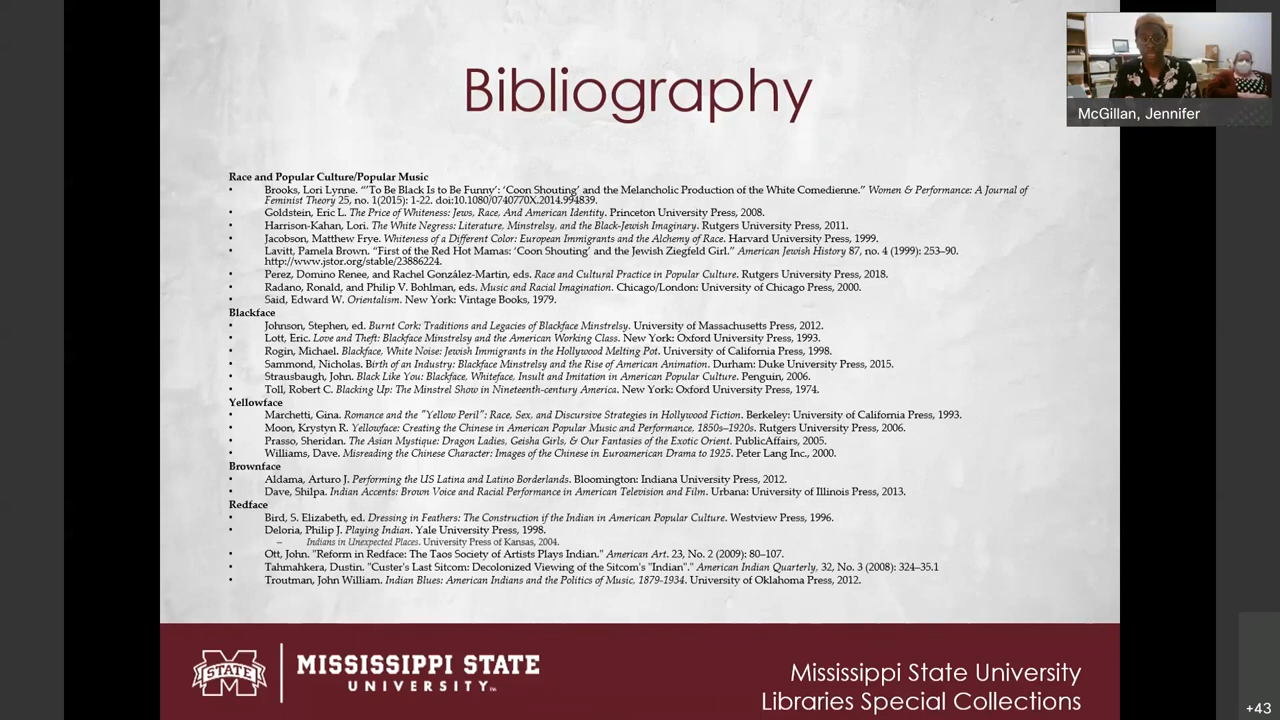 Bibliography
McGillan, Jennifer
Race and Popular Culture/Popular Music
• Brooks, Lori Lynne. “‘To Be Black Is to Be Funny’: ‘Coon Shouting’ and the Melancholic Production of the White Comedienne.” Women & Performance: A Journal of
Feminist Theory 25, no. 1(2015): 1-22. doi:10.1080/0740770X.2014.994839.
• Goldstein, Eric L. The Price of Whiteness: Jews, Race, And American Identity. Princeton University Press, 2008.
• Harrison-Kahan, Lori. The White Negress: Literature, Minstrelsy, and the Black-Jewish Imaginary. Rutgers University Press, 2011.
• Jacobson, Matthew Frye. Whiteness of a Different Color: European Immigrants and the Alchemy of Race. Harvard University Press, 1999.
• Lavitt, Pamela Brown. “First of the Red Hot Mamas: ‘Coon Shouting’ and the Jewish Ziegfeld Girl.” American Jewish History 87, no. 4 (1999): 253–90.
http://www.jstor.org/stable/23886224.
• Perez, Domino Renee, and Rachel González-Martin, eds. Race and Cultural Practice in Popular Culture. Rutgers University Press, 2018.
• Radano, Ronald, and Philip V. Bohlman, eds. Music and Racial Imagination. Chicago/London: University of Chicago Press, 2000.
• Said, Edward W. Orientalism. New York: Vintage Books, 1979.
Blackface
• Johnson, Stephen, ed. Burnt Cork: Traditions and Legacies of Blackface Minstrelsy. University of Massachusetts Press, 2012.
• Lott, Eric. Love and Theft: Blackface Minstrelsy and the American Working Class. New York: Oxford University Press, 1993.
• Rogin, Michael. Blackface, White Noise: Jewish Immigrants in the Hollywood Melting Pot. University of California Press, 1998.
• Sammond, Nicholas. Birth of an Industry: Blackface Minstrelsy and the Rise of American Animation. Durham: Duke University Press, 2015.
• Strausbaugh, John. Black Like You: Blackface, Whiteface, Insult and Imitation in American Popular Culture. Penguin, 2006.
• Toll, Robert C. Blacking Up: The Minstrel Show in Nineteenth-century America. New York: Oxford University Press, 1974.
Yellowface
• Marchetti, Gina. Romance and the "Yellow Peril": Race, Sex, and Discursive Strategies in Hollywood Fiction. Berkeley: University of California Press, 1993.
• Moon, Krystyn R. Yellowface: Creating the Chinese in American Popular Music and Performance, 1850s–1920s. Rutgers University Press, 2006.
• Prasso, Sheridan. The Asian Mystique: Dragon Ladies, Geisha Girls, & Our Fantasies of the Exotic Orient. PublicAffairs, 2005.
• Williams, Dave. Misreading the Chinese Character: Images of the Chinese in Euroamerican Drama to 1925. Peter Lang Inc., 2000.
Brownface
• Aldama, Arturo J. Performing the US Latina and Latino Borderlands. Bloomington: Indiana University Press, 2012.
• Dave, Shilpa. Indian Accents: Brown Voice and Racial Performance in American Television and Film. Urbana: University of Illinois Press, 2013.
Redface
• Bird, S. Elizabeth, ed. Dressing in Feathers: The Construction if the Indian in American Popular Culture. Westview Press, 1996.
• Deloria, Philip J. Playing Indian. Yale University Press, 1998.
– Indians in Unexpected Places. University Press of Kansas, 2004.
• Ott, John. "Reform in Redface: The Taos Society of Artists Plays Indian." American Art. 23, No. 2 (2009): 80–107.
• Tahmahkera, Dustin. "Custer's Last Sitcom: Decolonized Viewing of the Sitcom's "Indian"." American Indian Quarterly, 32, No. 3 (2008): 324–35.1
• Troutman, John William. Indian Blues: American Indians and the Politics of Music, 1879-1934. University of Oklahoma Press, 2012.
STATE
MISSISSIPPI STATE
UNIVERSITY™
Mississippi State University
Libraries Special Collections
+43